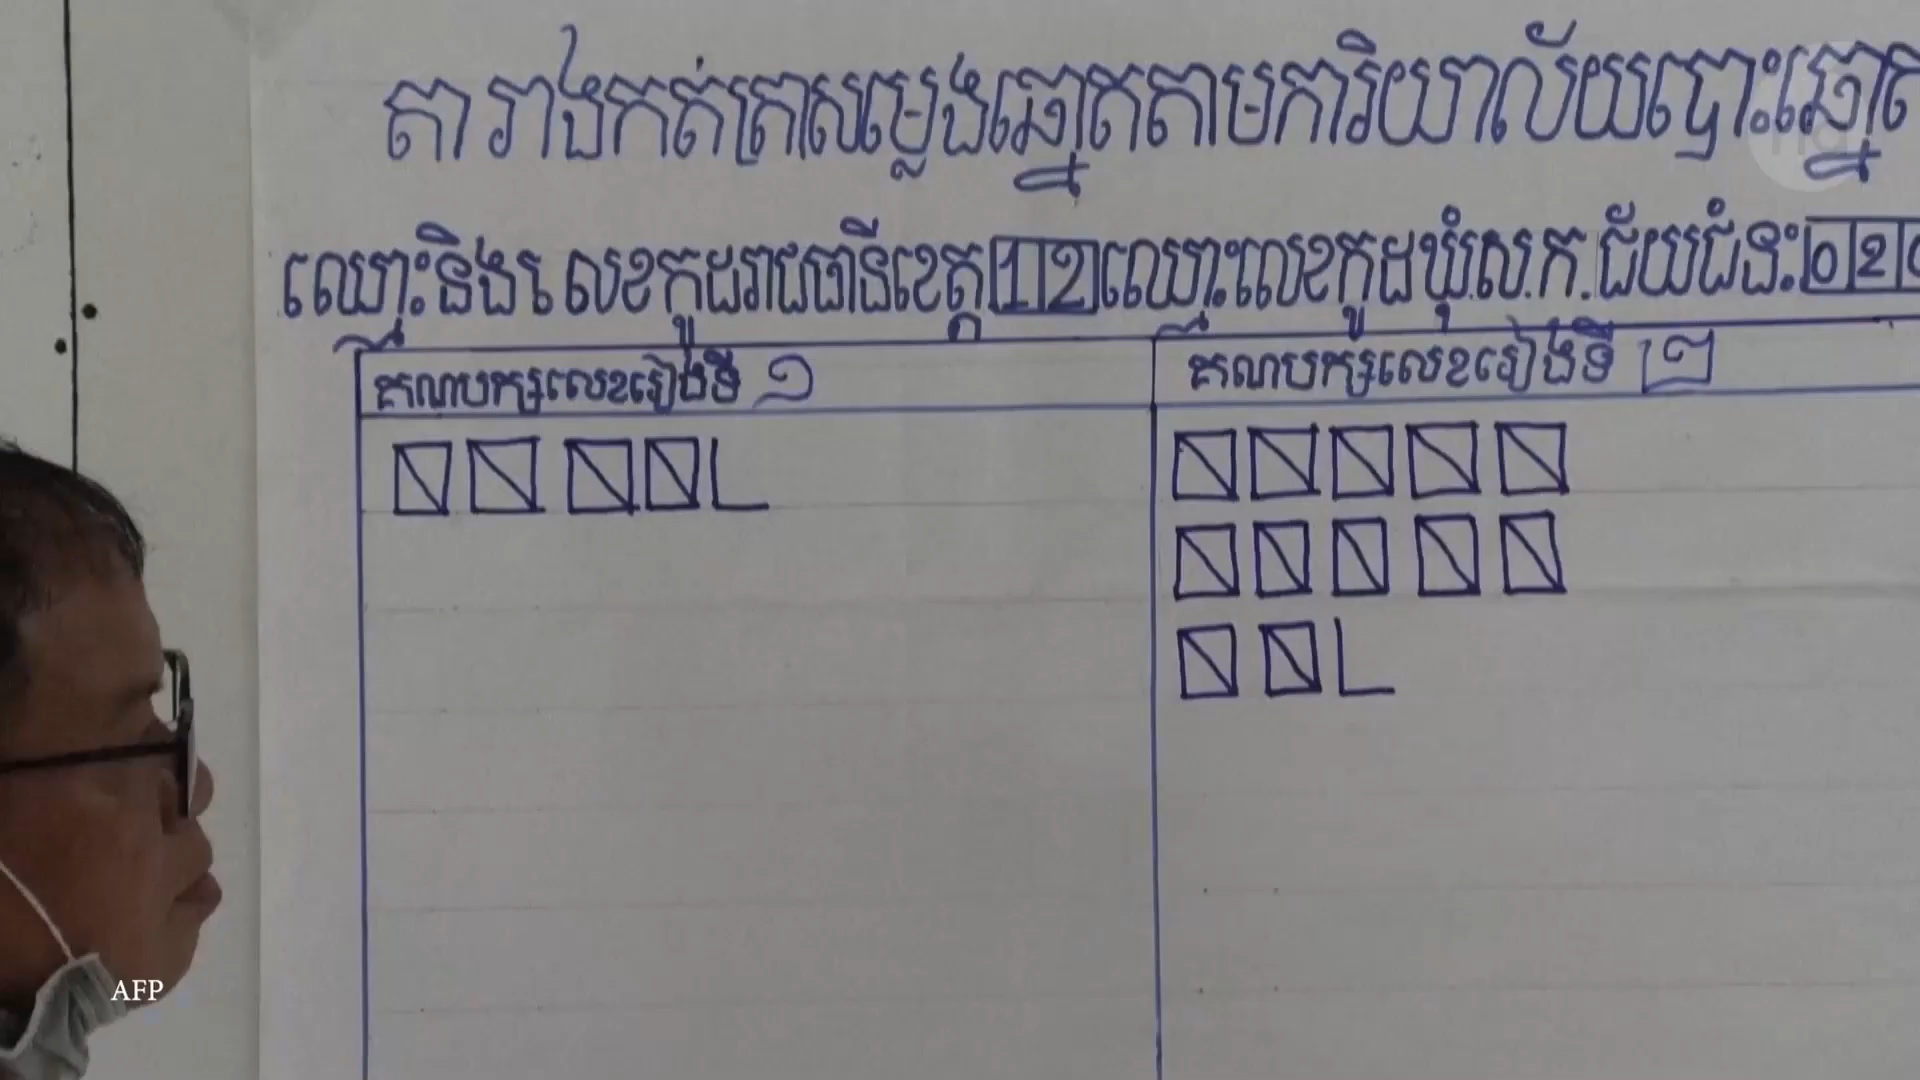 តារាងកត់ត្រាសម្លេងឆ្នោតតាមការិយាល័យបោះឆ្នោត
ឈ្មោះនិង លេខកូដរាជធានីខេត្ត 12 ឈ្មោះលេខកូដឃុំ.ស.ក. ជ័យជំនះ 02
គណបក្សលេខរៀងទី ១
គណបក្សលេខរៀងទី ២
AFP